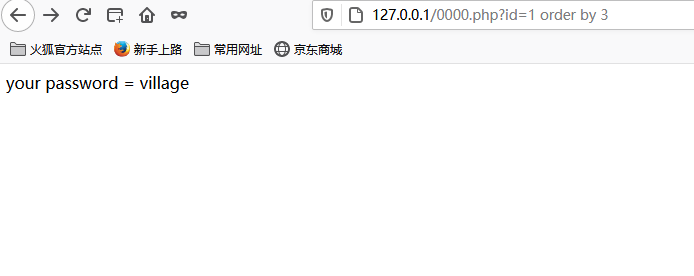 127.0.0.1/0000.php?id=1 order by 3
火狐官方站点 新手上路 常用网址 京东商城
your password = village